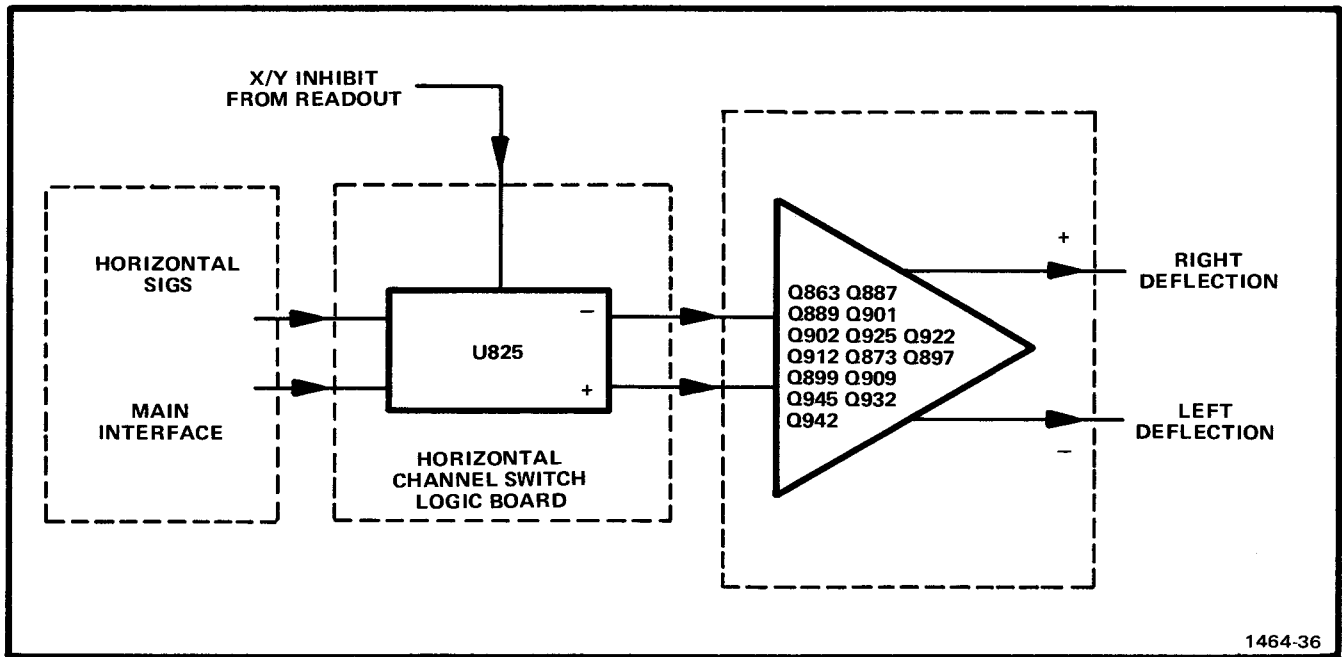 X/Y INHIBIT
FROM READOUT
HORIZONTAL
SIGS
MAIN
INTERFACE
−
U825
+
HORIZONTAL
CHANNEL SWITCH
LOGIC BOARD
Q863 Q887
Q889 Q901
Q902 Q925 Q922
Q912 Q873 Q897
Q899 Q909
Q945 Q932
Q942
+
RIGHT
DEFLECTION
LEFT
DEFLECTION
−
1464-36